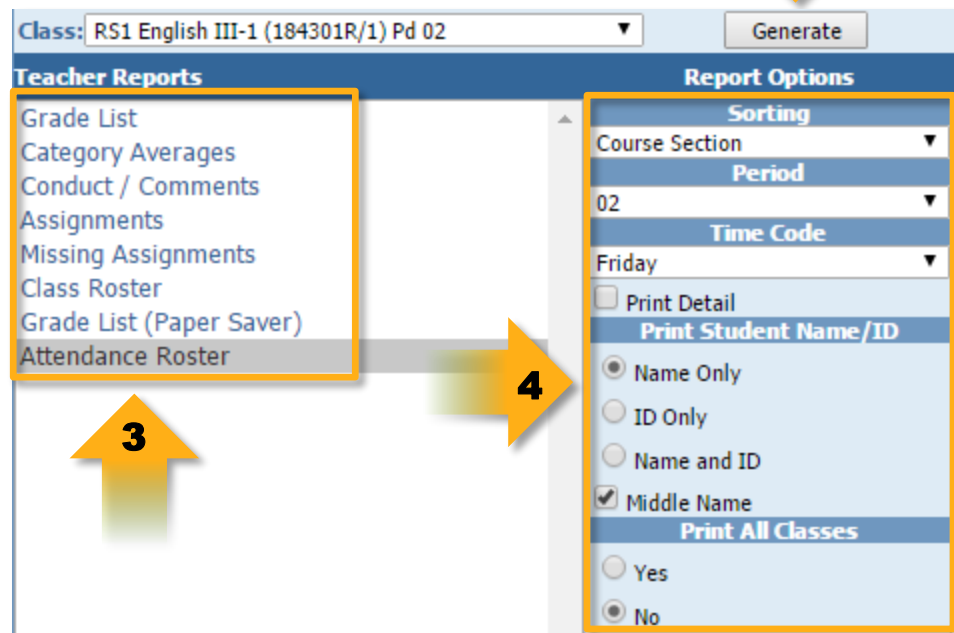 Class: RS1 English III-1 (184301R/1) Pd 02 Generate
Teacher Reports
Grade List
Category Averages
Conduct / Comments
Assignments
Missing Assignments
Class Roster
Grade List (Paper Saver)
Attendance Roster
3
4
Report Options
Sorting
Course Section
Period
02
Time Code
Friday
Print Detail
Print Student Name/ID
Name Only
ID Only
Name and ID
Middle Name
Print All Classes
Yes
No